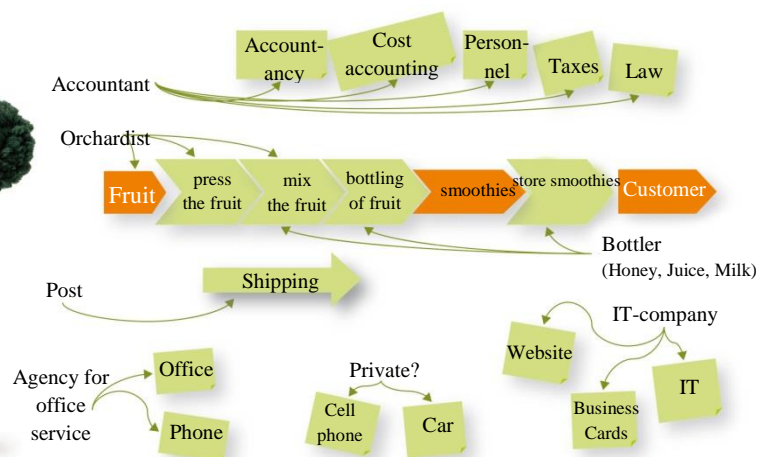 Account-
ancy
Cost
accounting
Person-
nel
Taxes
Law
Accountant
Orchardist
Fruit
press
the fruit
mix
the fruit
bottling
of fruit
smoothies
store smoothies
Customer
Bottler
(Honey, Juice, Milk)
Shipping
Post
IT-company
Website
Business
Cards
IT
Agency for
office
service
Office
Phone
Private?
Cell
phone
Car